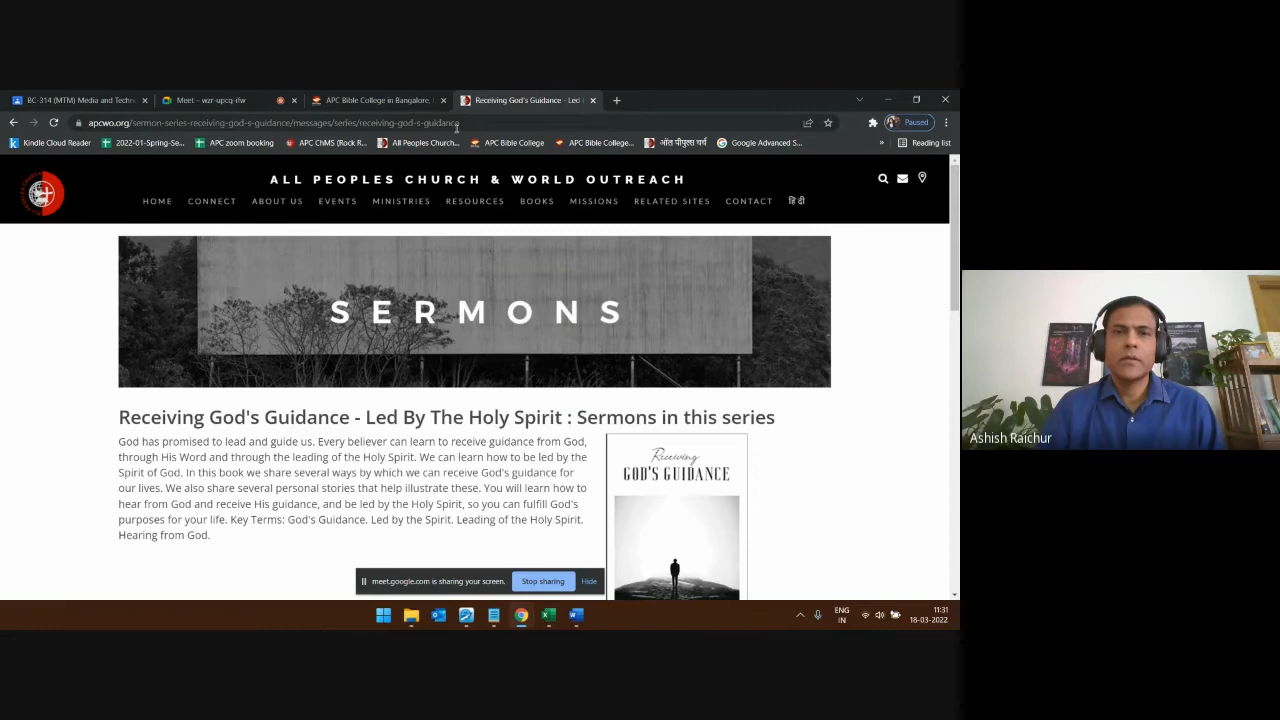 BC-314 (MTM) Media and Techn
Meet – wzr-upcq-ifw
APC Bible College in Bangalore,
Receiving God's Guidance - Led
apcwo.org/sermon-series-receiving-god-s-guidance/messages/series/receiving-god-s-guidance
Paused
Kindle Cloud Reader
2022-01-Spring-Se...
APC zoom booking
APC ChMS (Rock R...
All Peoples Church...
APC Bible College
APC Bible College...
ऑल पीपुल्स चर्च
Google Advanced S...
»
Reading list
ALL PEOPLES CHURCH & WORLD OUTREACH
HOME CONNECT ABOUT US EVENTS MINISTRIES RESOURCES BOOKS MISSIONS RELATED SITES CONTACT हिंदी
SERMONS
Receiving God's Guidance - Led By The Holy Spirit : Sermons in this series
God has promised to lead and guide us. Every believer can learn to receive guidance from God,
through His Word and through the leading of the Holy Spirit. We can learn how to be led by the
Spirit of God. In this book we share several ways by which we can receive God's guidance for
our lives. We also share several personal stories that help illustrate these. You will learn how to
hear from God and receive His guidance, and be led by the Holy Spirit, so you can fulfill God's
purposes for your life. Key Terms: God's Guidance. Led by the Spirit. Leading of the Holy Spirit.
Hearing from God.
Receiving
GOD'S GUIDANCE
meet.google.com is sharing your screen.
Stop sharing
Hide
ENG
IN
11:31
18-03-2022
Ashish Raichur